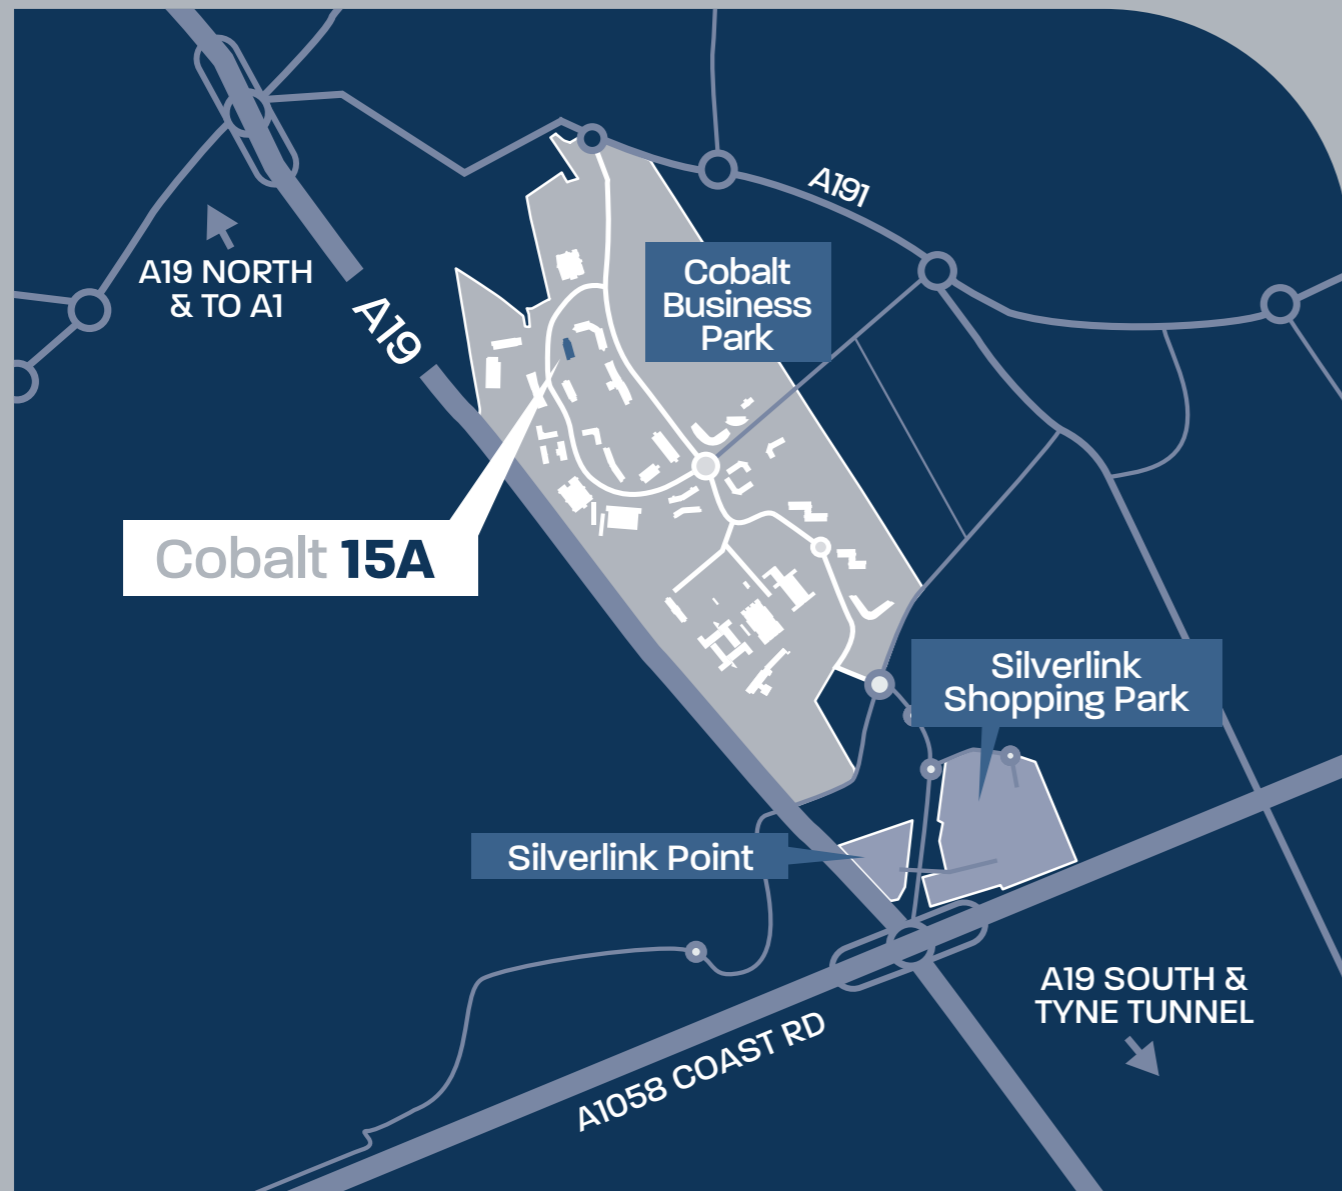 A191
A19 NORTH
& TO A1
Cobalt
Business
Park
A19
Cobalt 15A
Silverlink
Shopping Park
Silverlink Point
A19 SOUTH &
TYNE TUNNEL
A1058 COAST RD